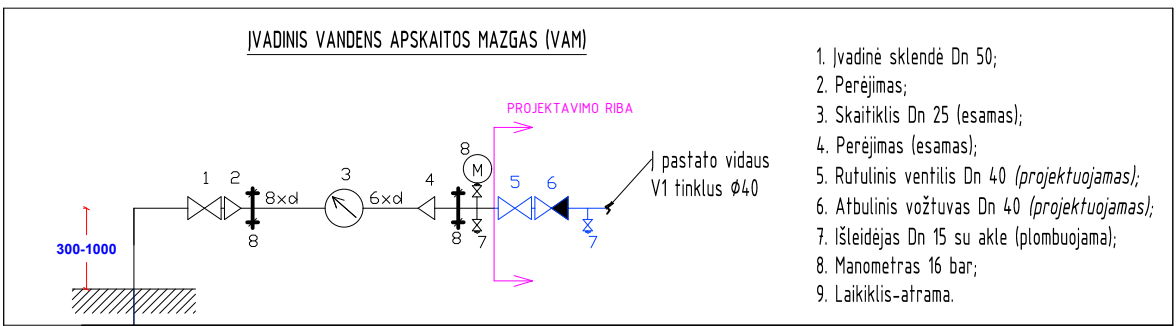 ĮVADINIS VANDENS APSKAITOS MAZGAS (VAM)
PROJEKTAVIMO RIBA
1
2
8xd
3
6xd
4
8
M
5
6
Į pastato vidaus
V1 tinklus Ø40
8
8
7
7
300-1000
1. Įvadinė sklendė Dn 50;
2. Perėjimas;
3. Skaitiklis Dn 25 (esamas);
4. Perėjimas (esamas);
5. Rutulinis ventilis Dn 40 (projektuojamas);
6. Atbulinis vožtuvas Dn 40 (projektuojamas);
7. Išleidėjas Dn 15 su akle (plombuojama);
8. Manometras 16 bar;
9. Laikiklis-atrama.